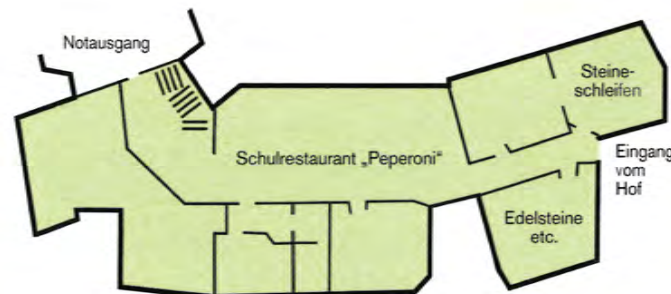 Notausgang
Steine-
schleifen
Schulrestaurant „Peperoni“
Eingang
vom
Hof
Edelsteine
etc.